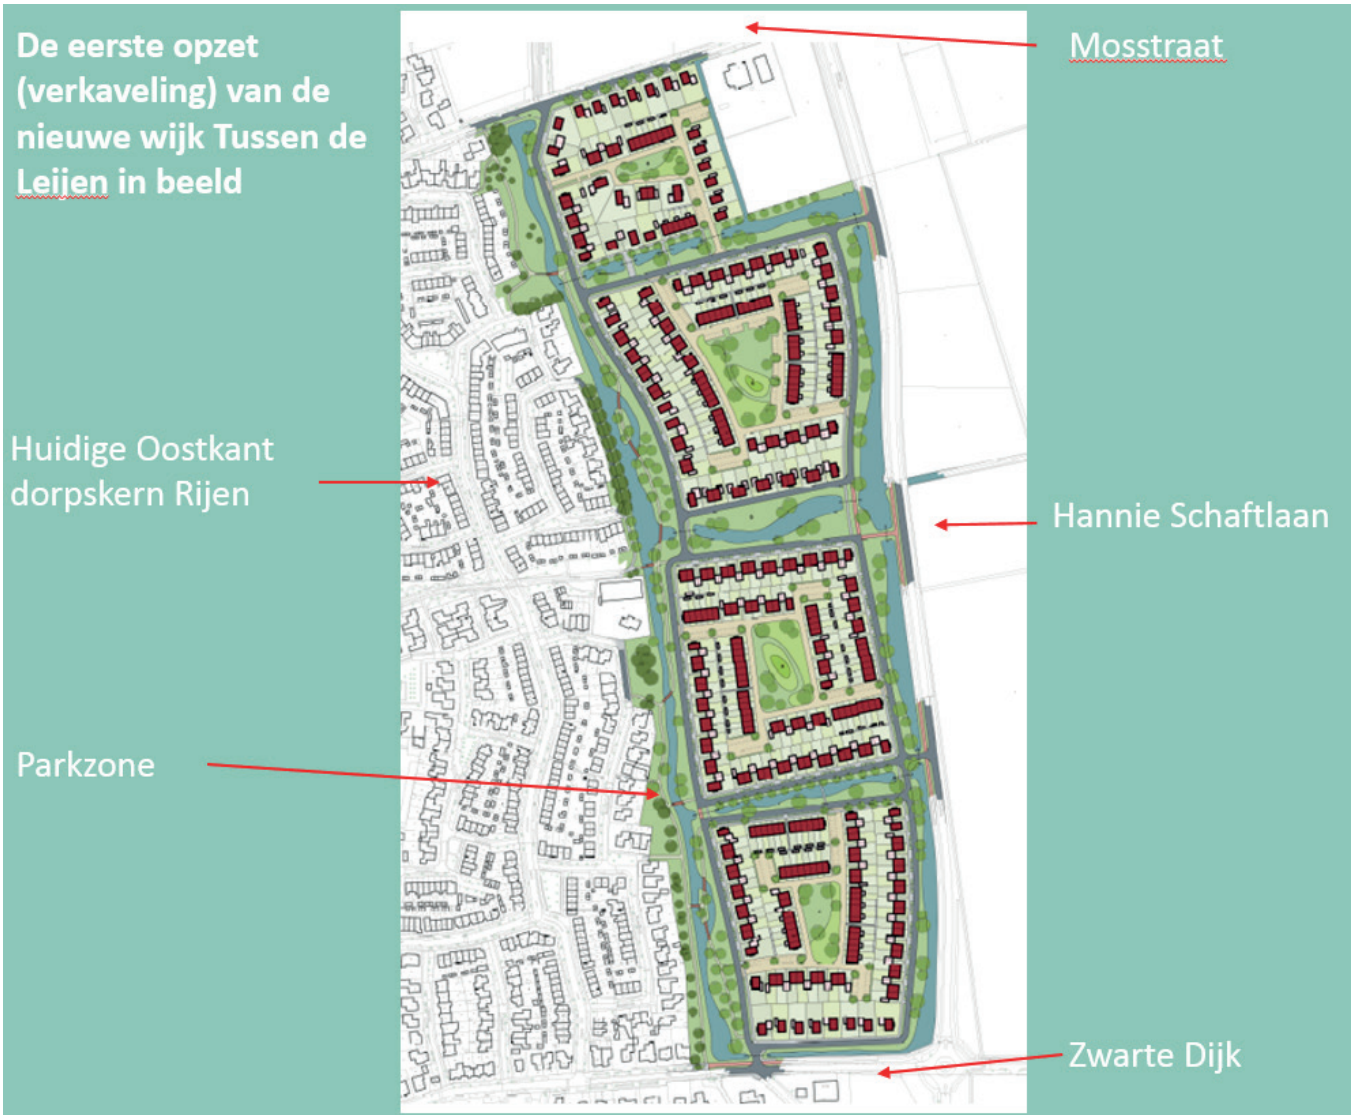 De eerste opzet
(verkaveling) van de
nieuwe wijk Tussen de
Leijen in beeld
Mosstraat
Huidige Oostkant
dorpskern Rijen
Hannie Schaftlaan
Parkzone
Zwarte Dijk